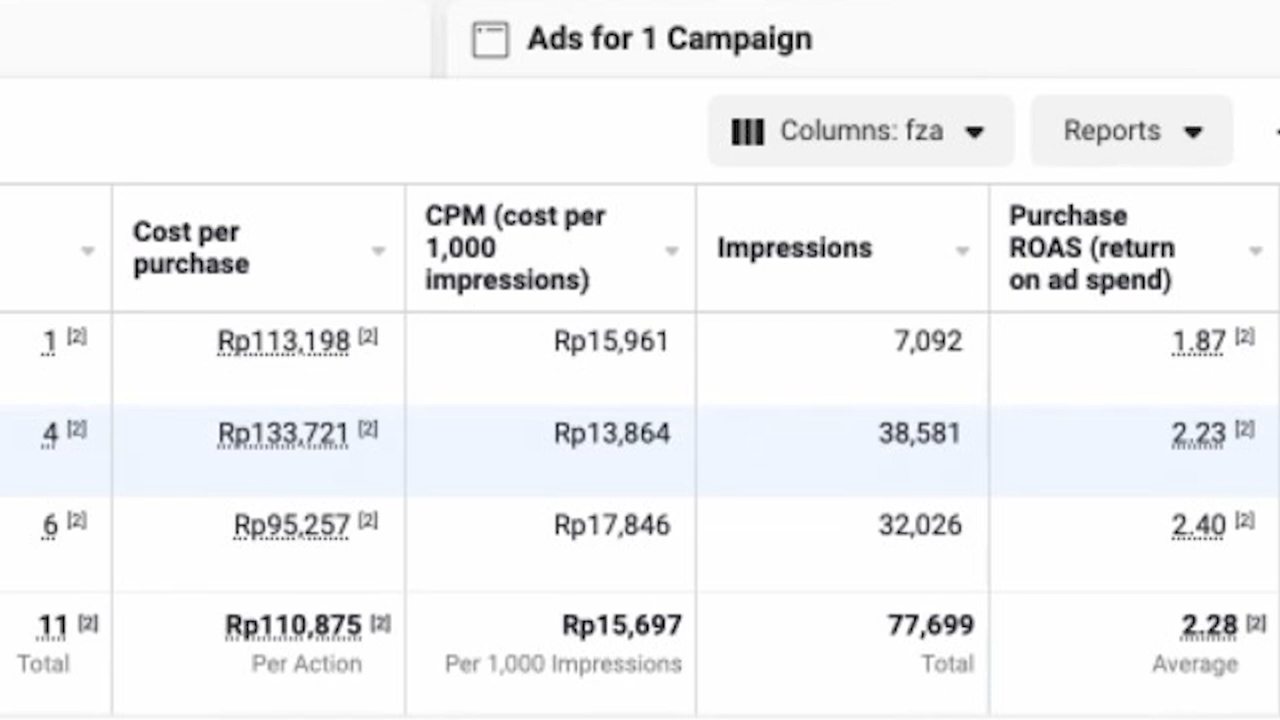 Ads for 1 Campaign
Columns: fza
Reports
Cost per
purchase
CPM (cost per
1,000
impressions)
Impressions
Purchase
ROAS (return
on ad spend)
1 [2] Rp113,198 [2] Rp15,961 7,092 1.87 [2]
4 [2] Rp133,721 [2] Rp13,864 38,581 2.23 [2]
6 [2] Rp95,257 [2] Rp17,846 32,026 2.40 [2]
11 [2] Rp110,875 [2] Rp15,697 77,699 2.28 [2]
Total Per Action Per 1,000 Impressions Total Average